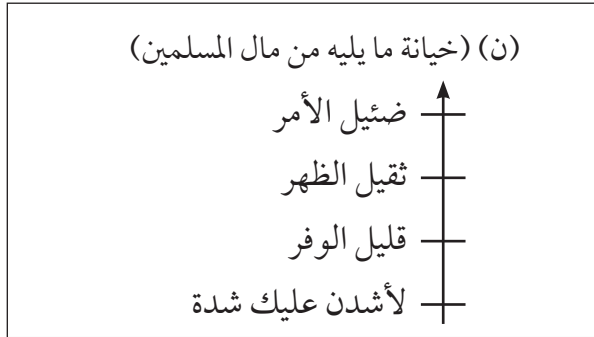 (ن) (خيانة ما يليه من مال المسلمين)
ضئيل الأمر
ثقيل الظهر
قليل الوفر
لأشدن عليك شدة